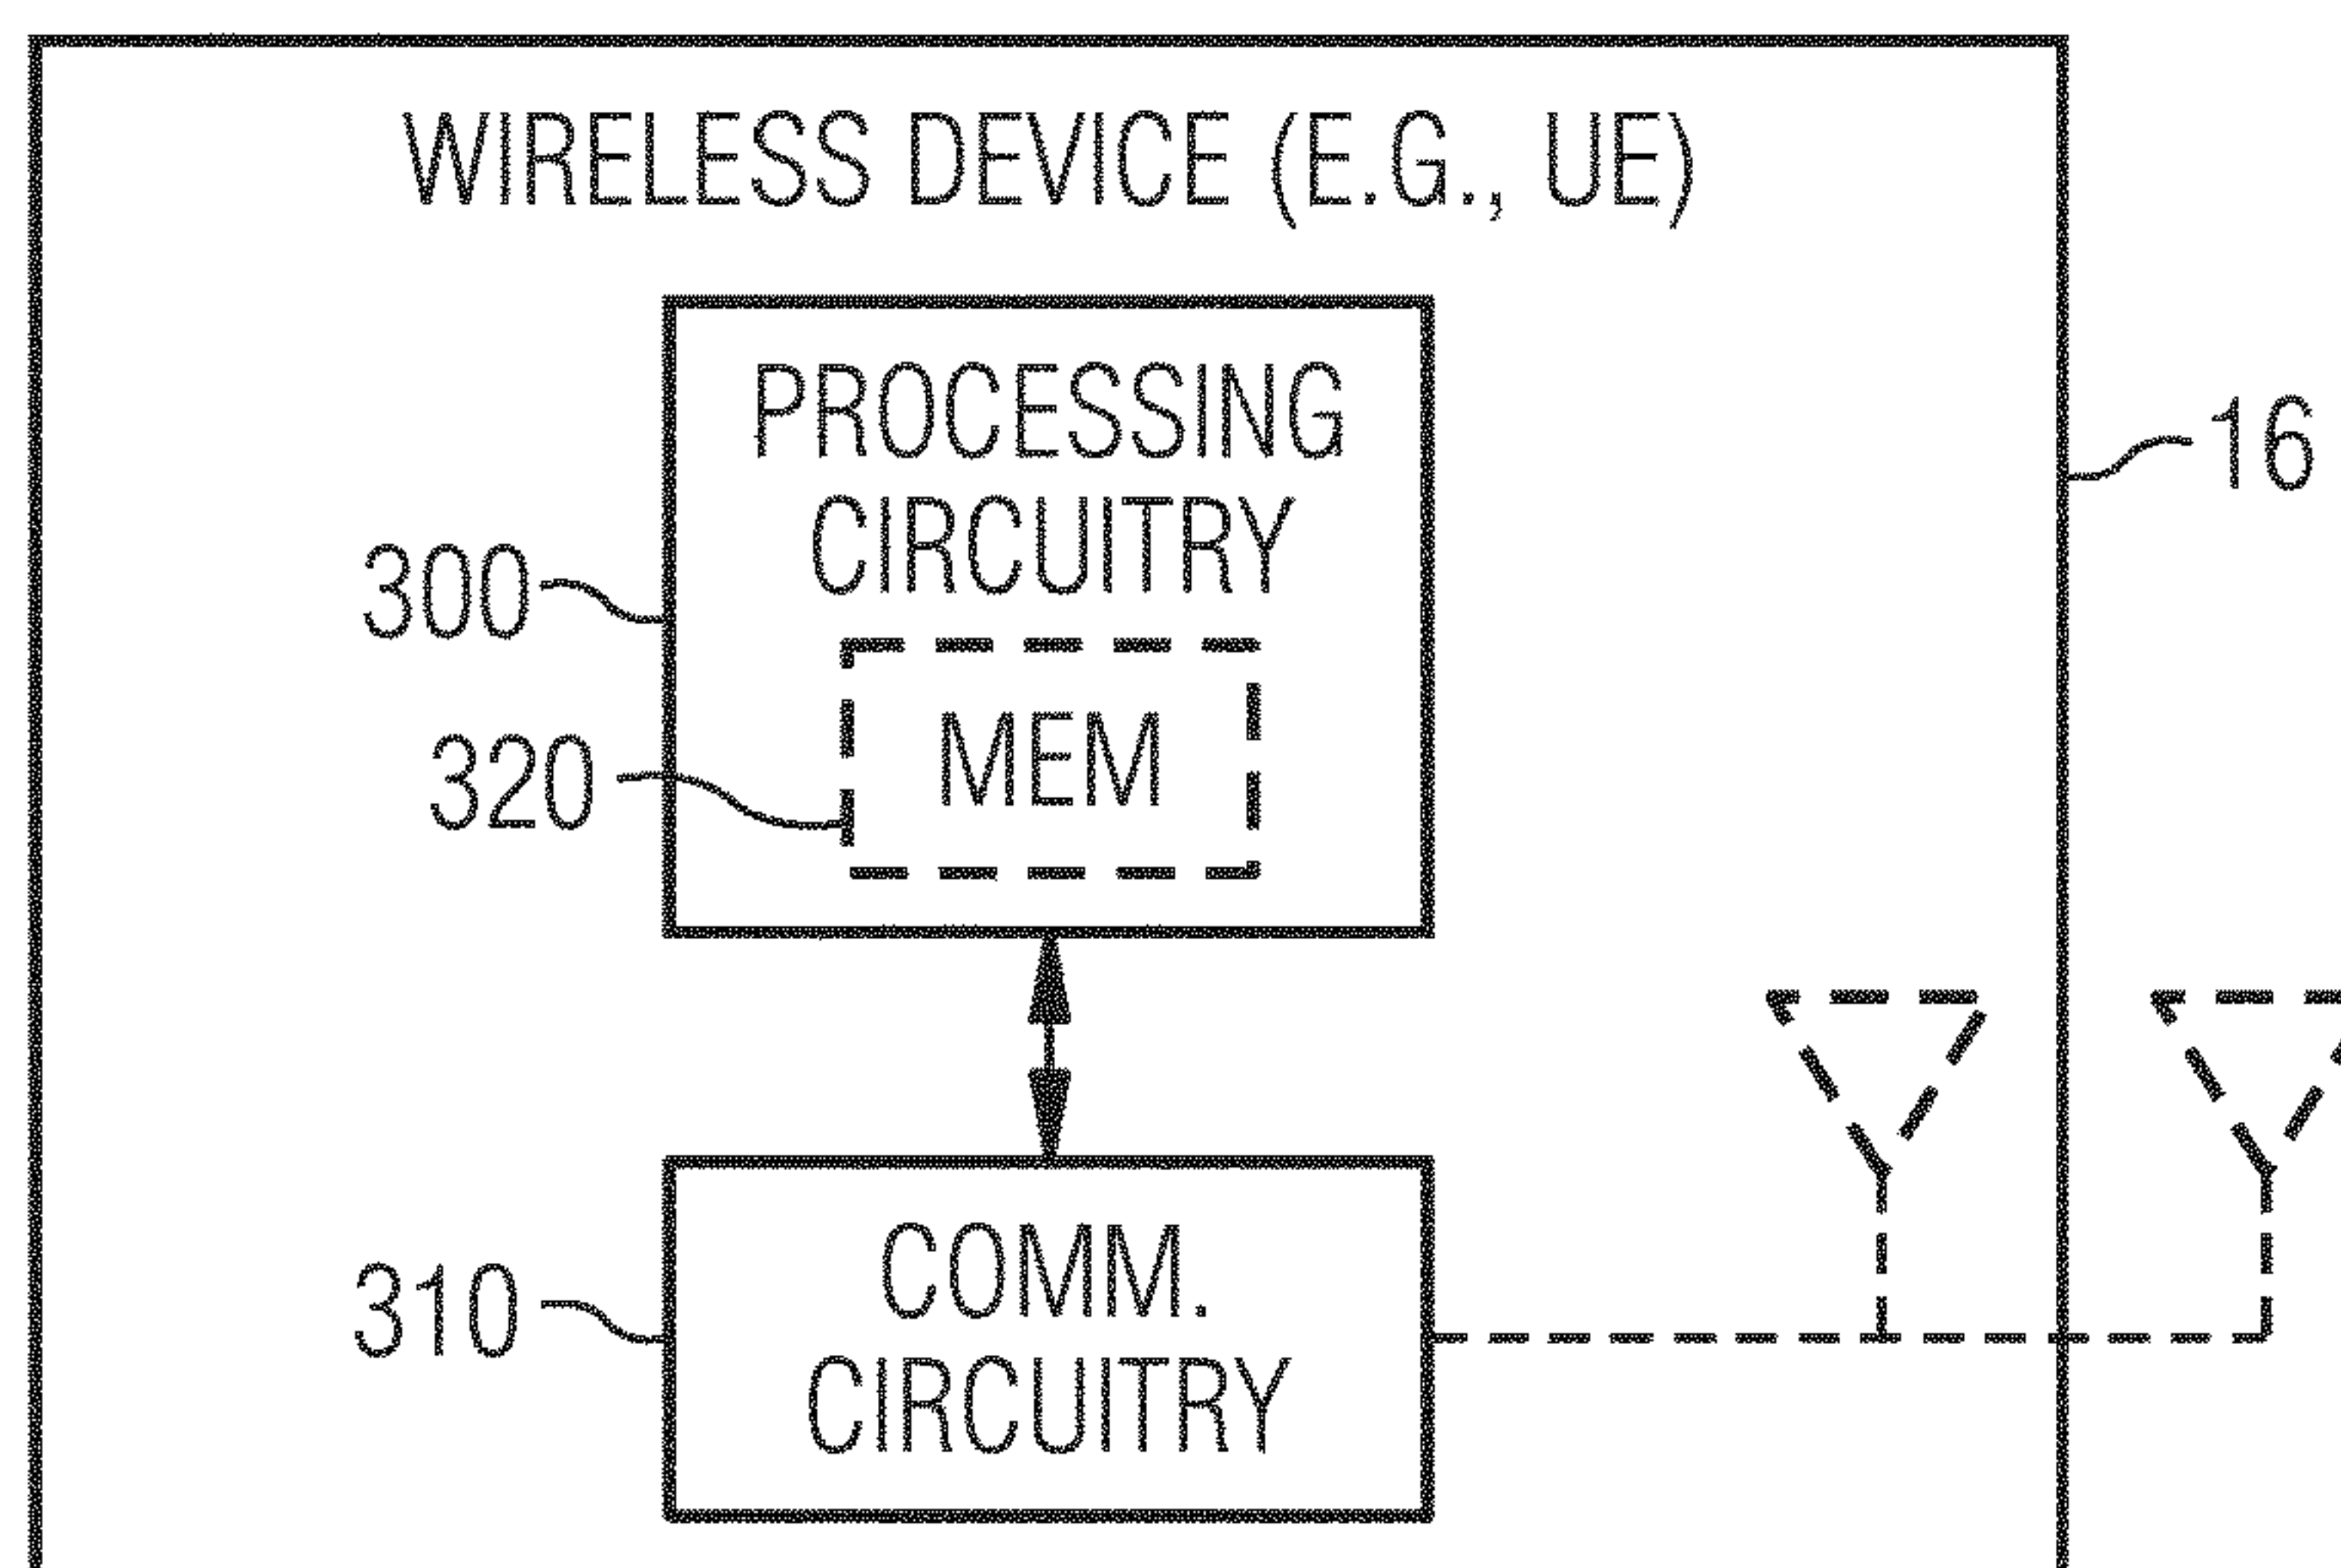 WIRELESS DEVICE (E.G., UE)
PROCESSING
CIRCUITRY
16
300
MEM
320
COMM.
CIRCUITRY
310